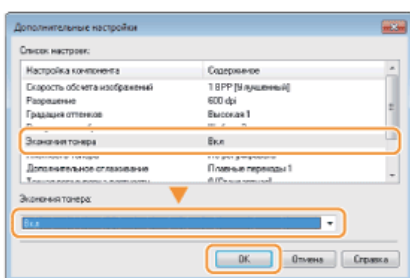 Дополнительные настройки
Список настроек:
Настройка компонента Содержимое
Скорость обсчета изображений 1 BPP [Улучшенный]
Разрешение 600 dpi
Градация оттенков Высокая 1
Экономия тонера Вкл
Дополнительное сглаживание Плавные переходы 1
Экономия тонера:
Вкл
OK Отмена Справка